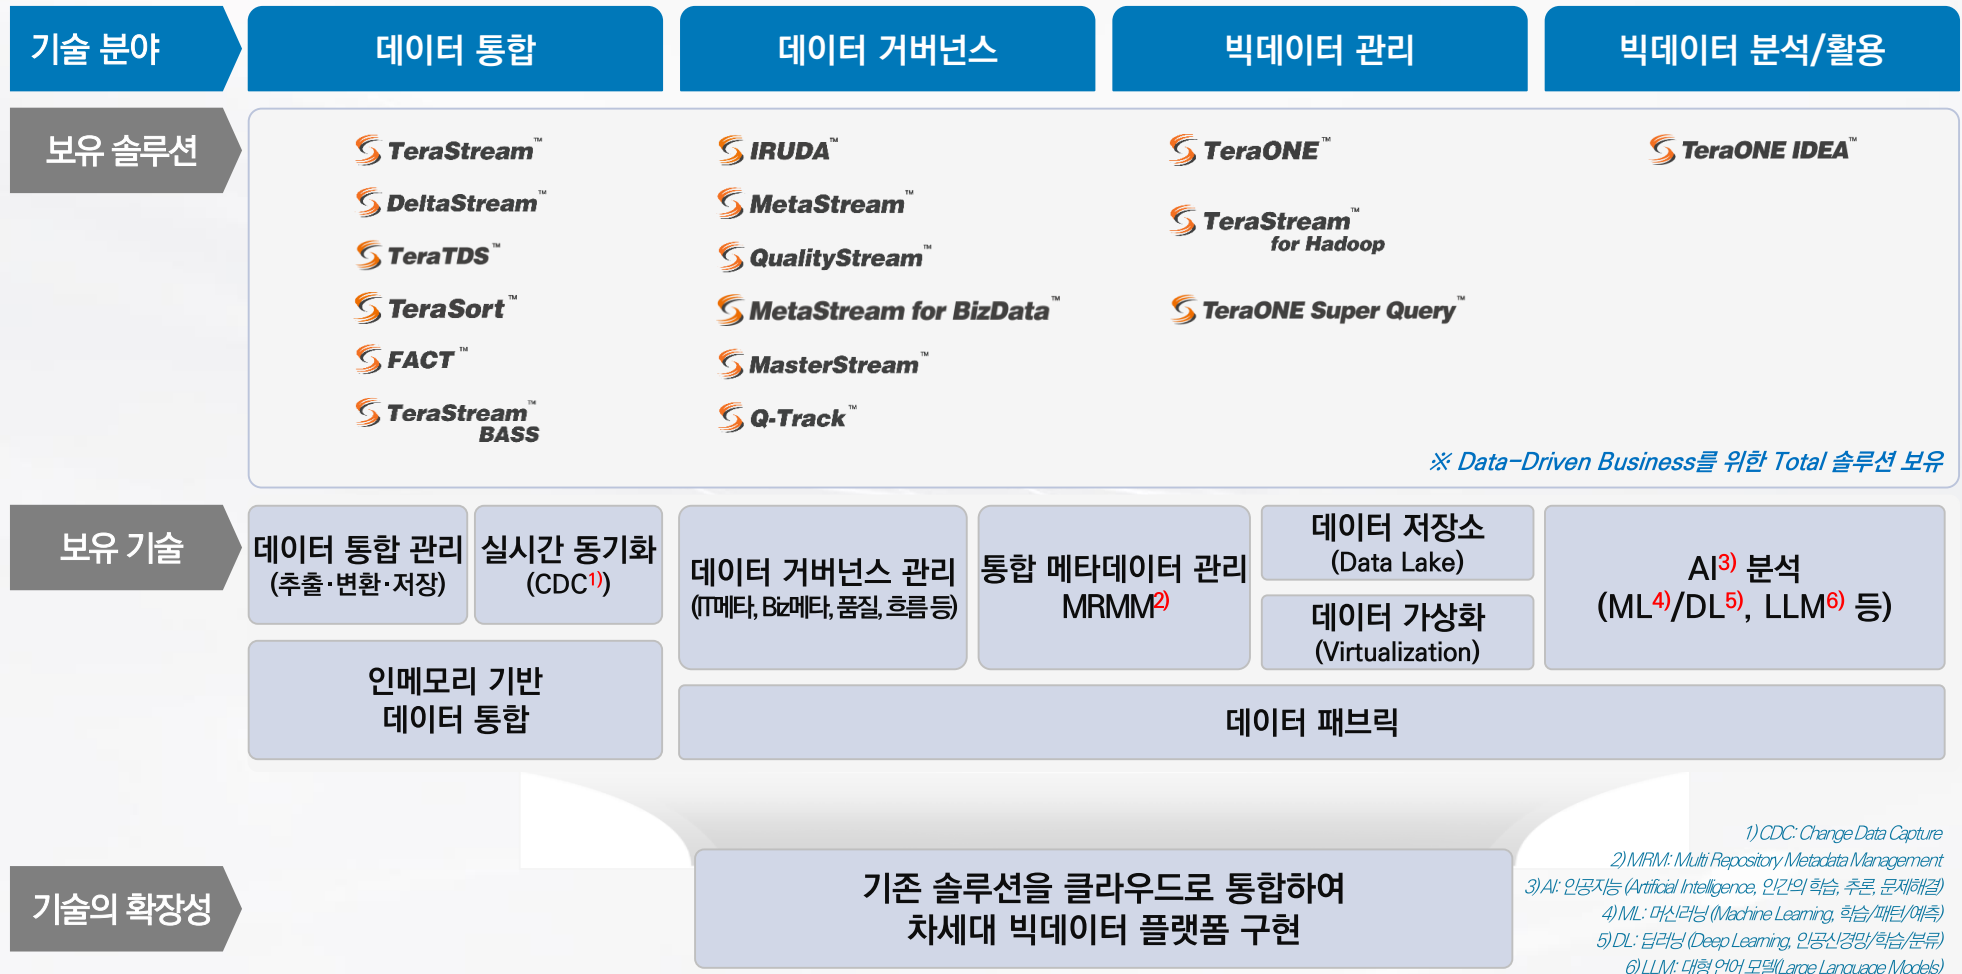 기술 분야
데이터 통합
데이터 거버넌스
빅데이터 관리
빅데이터 분석/활용
보유 솔루션
TeraStream™
DeltaStream™
TeraTDS™
TeraSort™
FACT™
TeraStream™
BASS
IRUDA™
MetaStream™
QualityStream™
MetaStream for BizData™
MasterStream™
Q-Track™
TeraONE™
TeraStream™
for Hadoop
TeraONE Super Query™
TeraONE IDEA™
※ Data-Driven Business를 위한 Total 솔루션 보유
보유 기술
데이터 통합 관리
(추출·변환·저장)
실시간 동기화
(CDC1))
인메모리 기반
데이터 통합
데이터 거버넌스 관리
(IT메타, Biz메타, 품질, 흐름 등)
통합 메타데이터 관리
MRMM2)
데이터 저장소
(Data Lake)
데이터 가상화
(Virtualization)
AI3) 분석
(ML4)/DL5), LLM6) 등)
데이터 패브릭
기술의 확장성
기존 솔루션을 클라우드로 통합하여
차세대 빅데이터 플랫폼 구현
1) CDC: Change Data Capture
2) MRM: Multi Repository Metadata Management
3) AI: 인공지능 (Artificial Intelligence, 인간의 학습, 추론, 문제해결)
4) ML: 머신러닝 (Machine Learning, 학습/패턴/예측)
5) DL: 딥러닝 (Deep Learning, 인공신경망/학습/분류)
6) LLM: 대형 언어 모델(Large Language Models)